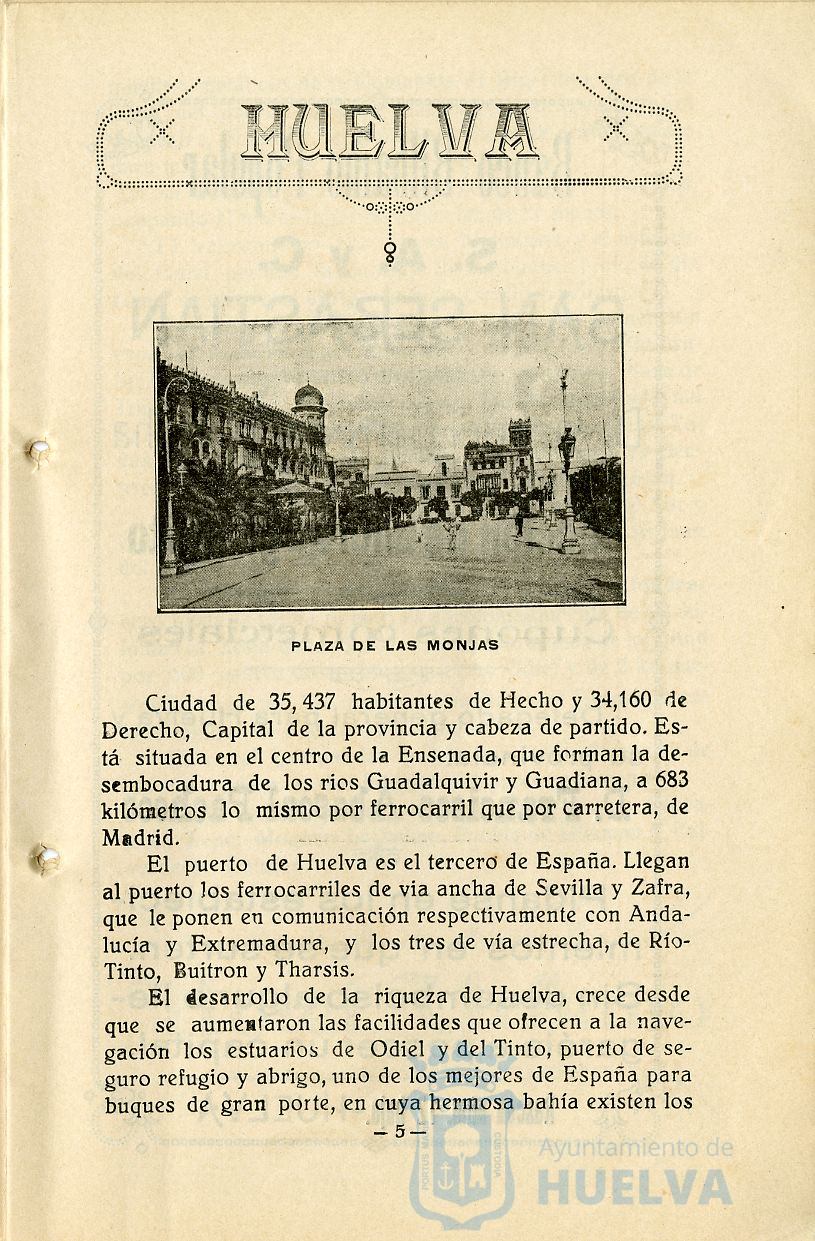 HUELVA
PLAZA DE LAS MONJAS
Ciudad de 35,437 habitantes de Hecho y 34,160 de
Derecho, Capital de la provincia y cabeza de partido. Es-
tá situada en el centro de la Ensenada, que forman la de-
sembocadura de los rios Guadalquivir y Guadiana, a 683
kilómetros lo mismo por ferrocarril que por carretera, de
Madrid.
El puerto de Huelva es el tercero de España. Llegan
al puerto los ferrocarriles de via ancha de Sevilla y Zafra,
que le ponen en comunicación respectivamente con Anda-
lucía y Extremadura, y los tres de vía estrecha, de Río-
Tinto, Buitron y Tharsis.
El desarrollo de la riqueza de Huelva, crece desde
que se aumentaron las facilidades que ofrecen a la nave-
gación los estuarios de Odiel y del Tinto, puerto de se-
guro refugio y abrigo, uno de los mejores de España para
buques de gran porte, en cuya hermosa bahía existen los
— 5 —
PORTUS CUSTODIA
Ayuntamiento de
HUELVA